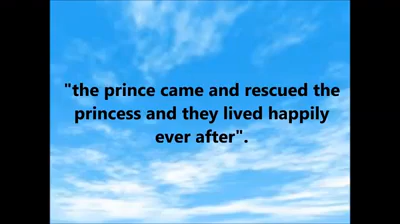 "the prince came and rescued the
princess and they lived happily
ever after".